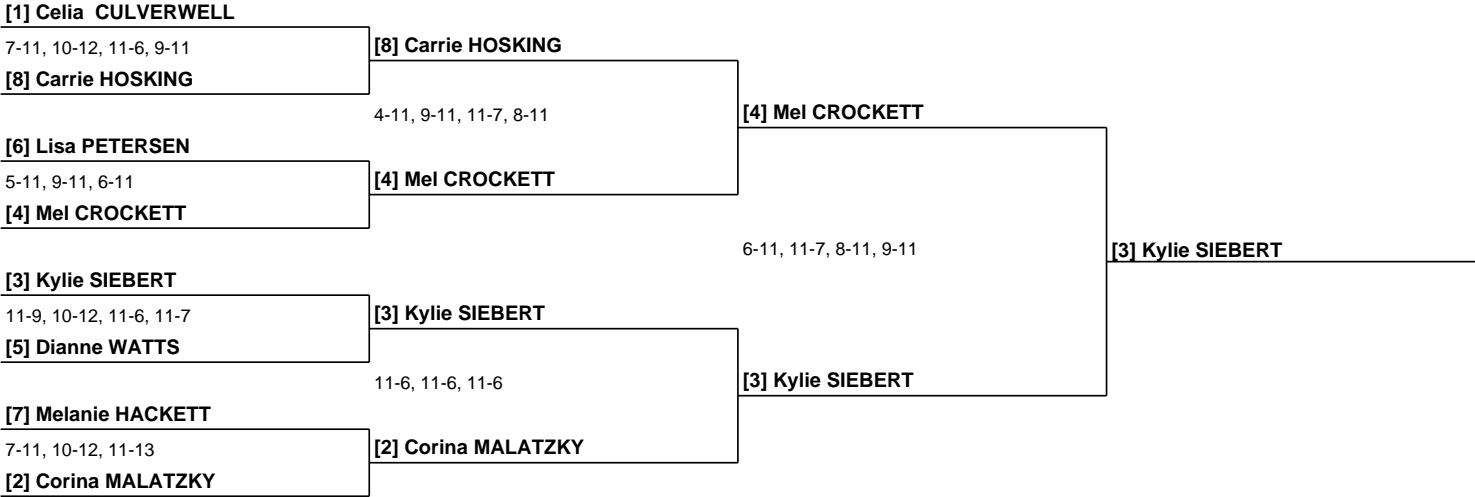 [1] Celia  CULVERWELL
7-11, 10-12, 11-6, 9-11
[8] Carrie HOSKING
[8] Carrie HOSKING
4-11, 9-11, 11-7, 8-11
[4] Mel CROCKETT
[6] Lisa PETERSEN
5-11, 9-11, 6-11
[4] Mel CROCKETT
[4] Mel CROCKETT
6-11, 11-7, 8-11, 9-11
[3] Kylie SIEBERT
[3] Kylie SIEBERT
11-9, 10-12, 11-6, 11-7
[3] Kylie SIEBERT
[5] Dianne WATTS
11-6, 11-6, 11-6
[3] Kylie SIEBERT
[7] Melanie HACKETT
7-11, 10-12, 11-13
[2] Corina MALATZKY
[2] Corina MALATZKY